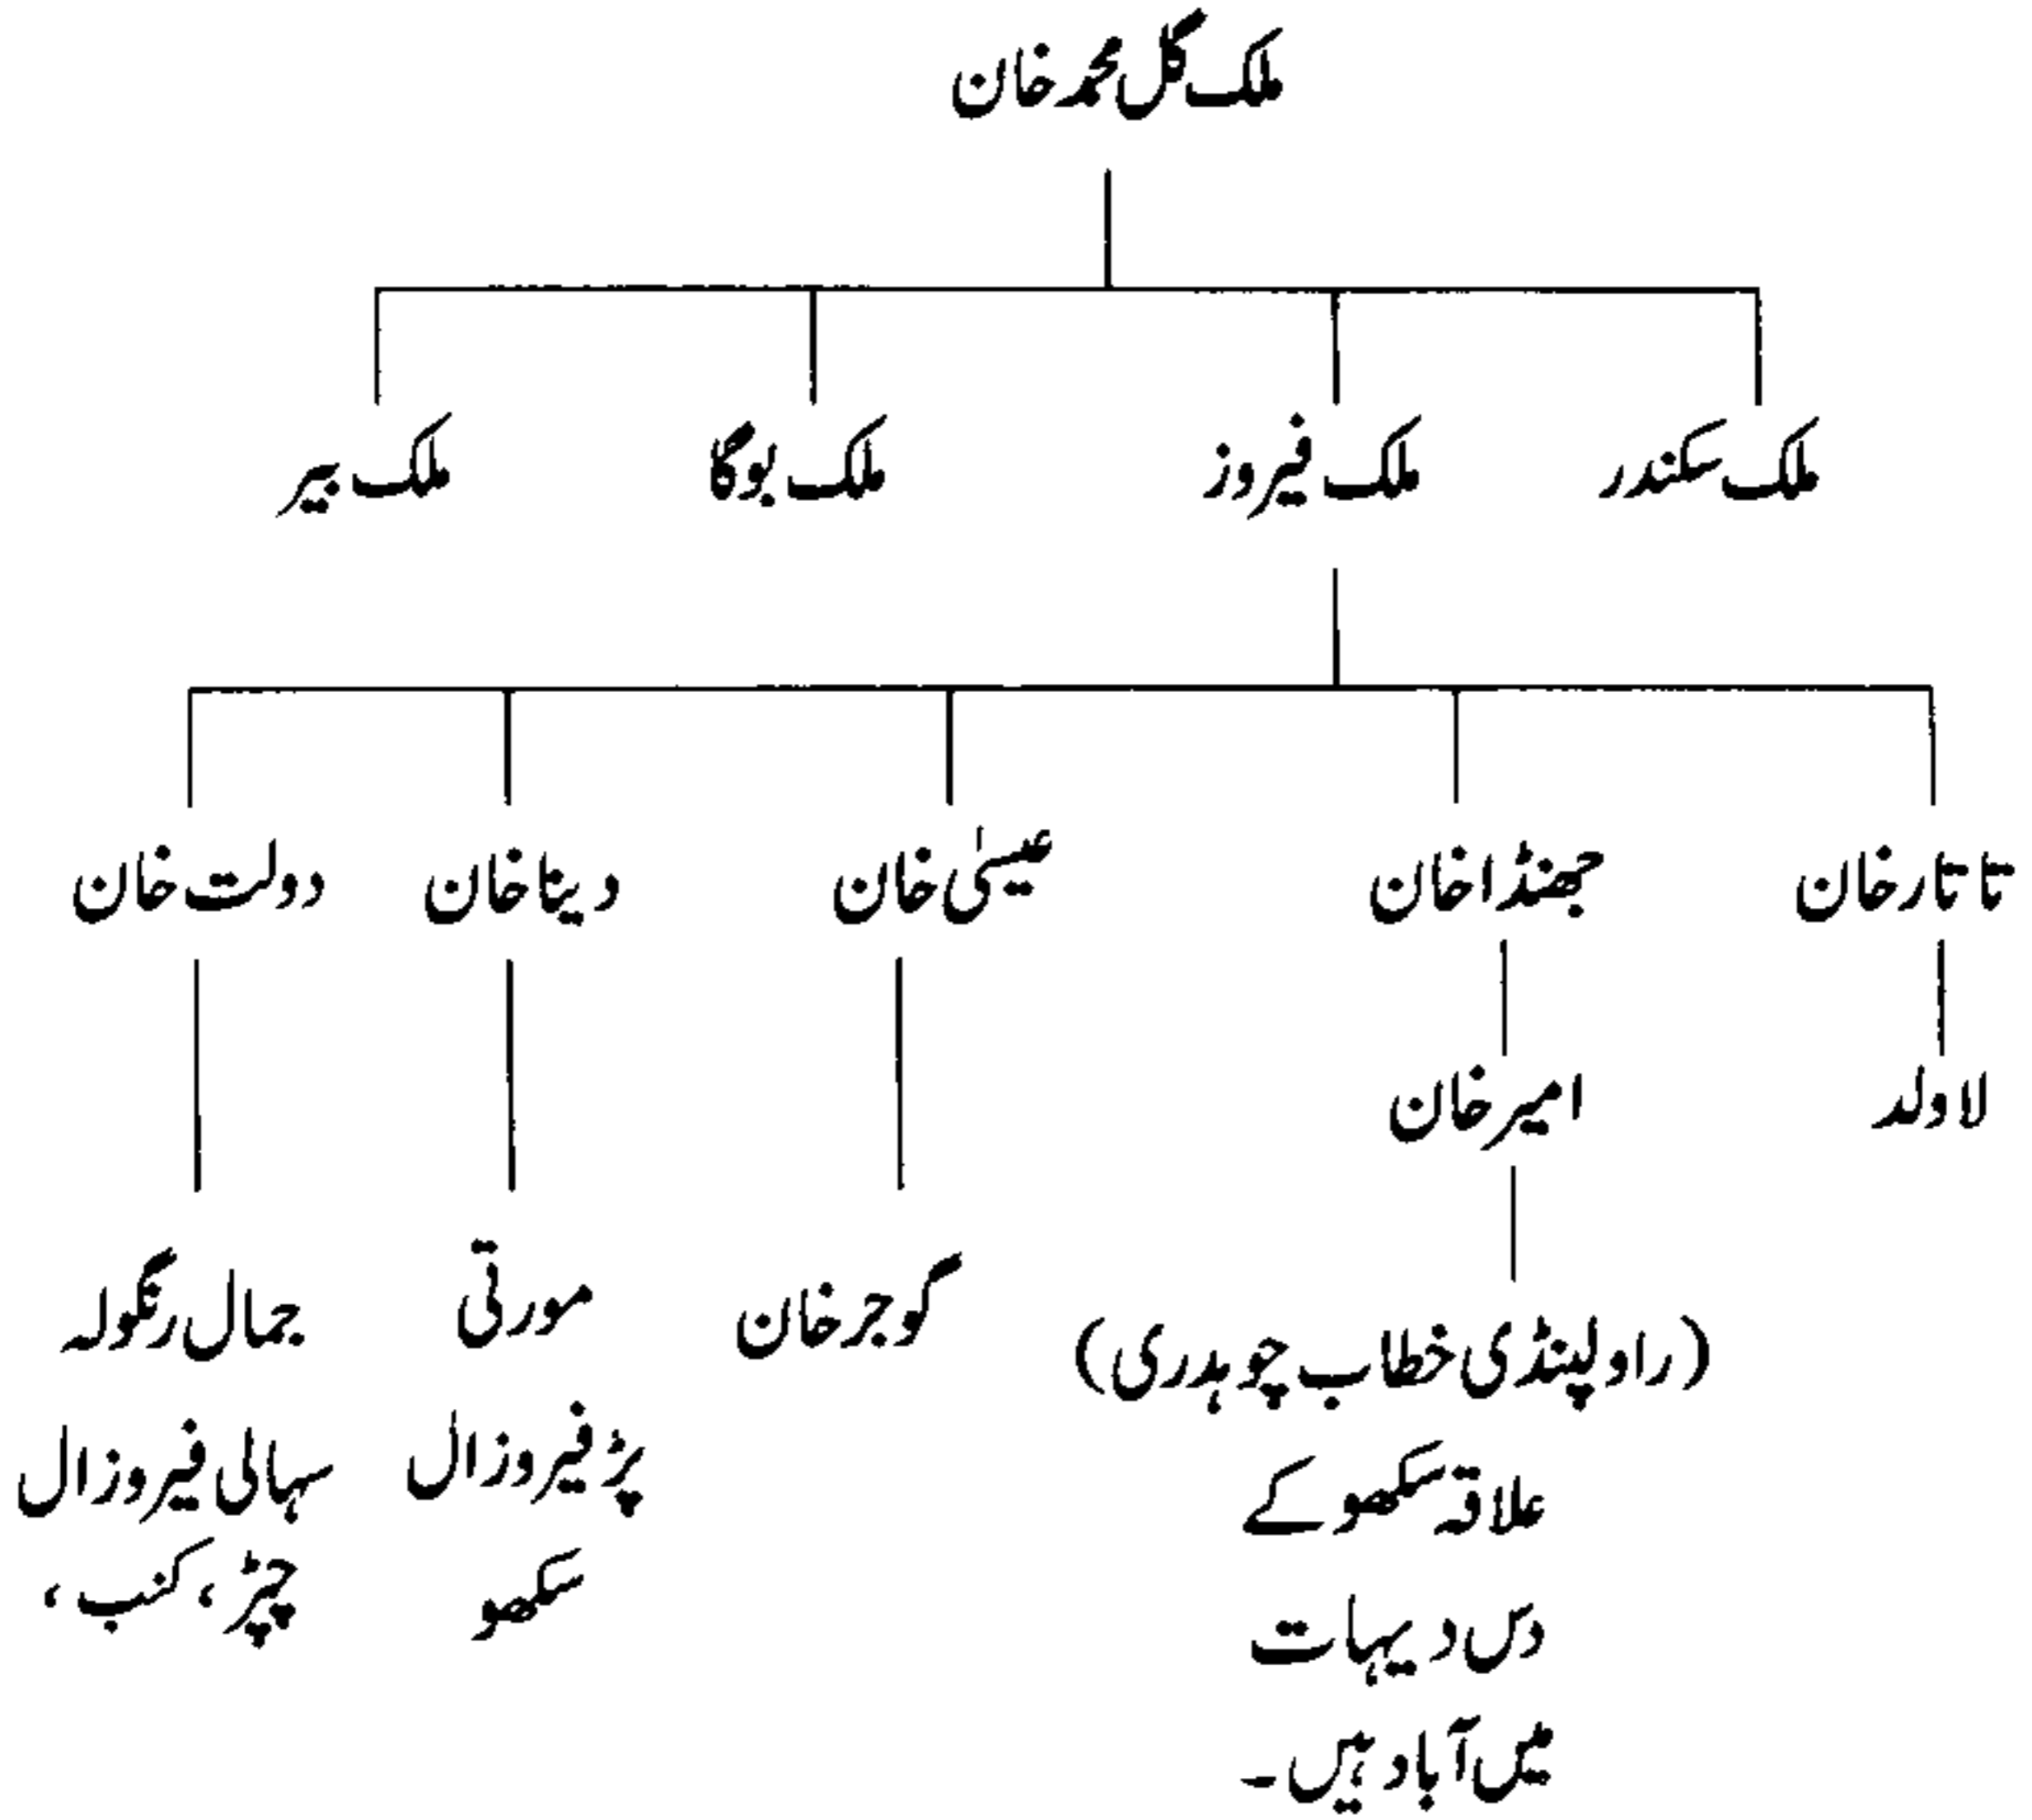 ملک گل محمد خان
ملک سکندر
ملک فیروز
ملک بوگا
ملک بیر
تاتار خان
جھنڈا خان
عیسیٰ خان
دینا خان
دولت خان
لاولد
امیر خان
(راولپنڈی خطاب چوہدری)
علاقہ سکھو کے
دس دیہات
میں آباد ہیں۔
گوجر خان
مورتی
پڑ فیروزال
سکھو
جمال رنگولہ
سہالی فیروزال
چپڑ، کنب،